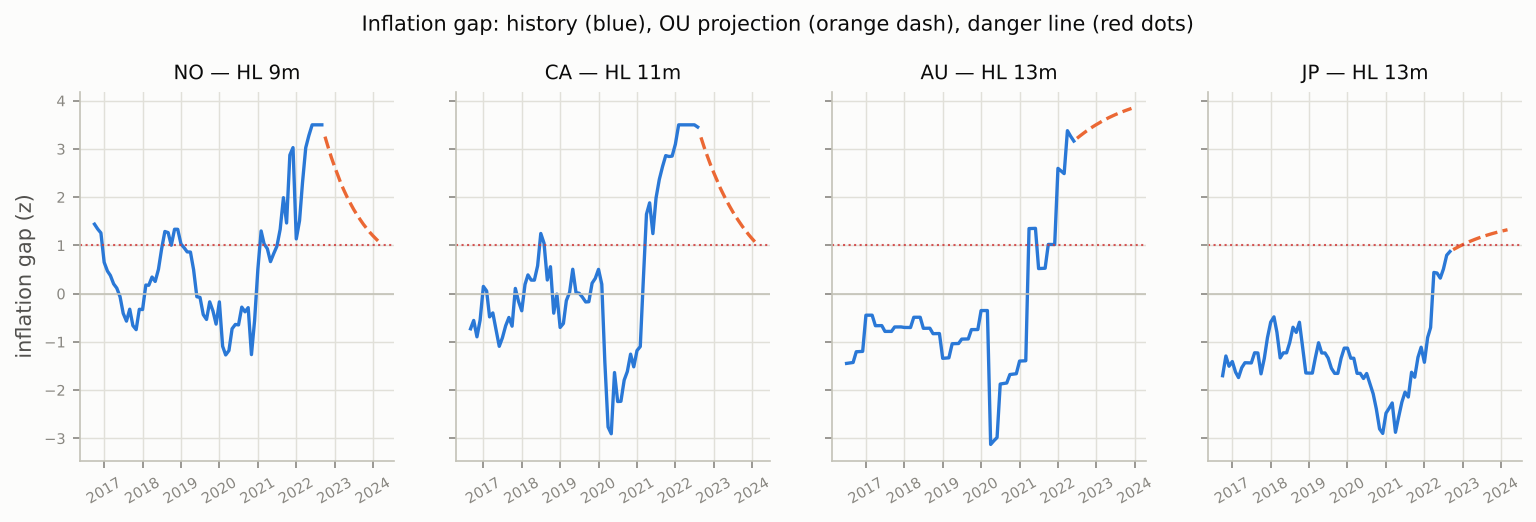 Inflation gap: history (blue), OU projection (orange dash), danger line (red dots)
NO — HL 9m
CA — HL 11m
AU — HL 13m
JP — HL 13m
inflation gap (z)
4
3
2
1
0
−1
−2
−3
2017 2018 2019 2020 2021 2022 2023 2024
2017 2018 2019 2020 2021 2022 2023 2024
2017 2018 2019 2020 2021 2022 2023 2024
2017 2018 2019 2020 2021 2022 2023 2024